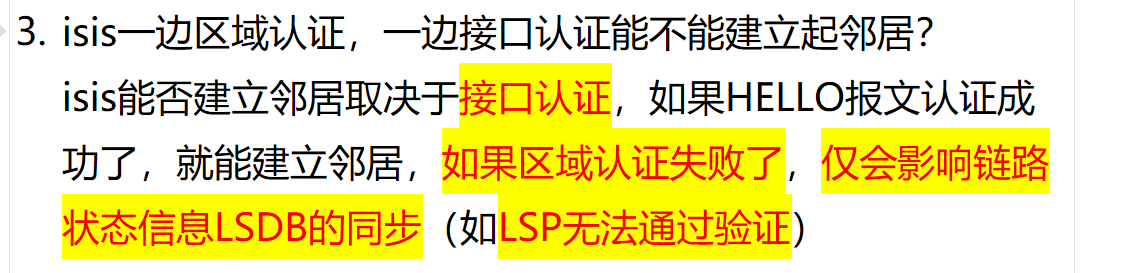 3. isis一边区域认证，一边接口认证能不能建立起邻居？
isis能否建立邻居取决于接口认证，如果HELLO报文认证成
功了，就能建立邻居，如果区域认证失败了，仅会影响链路
状态信息LSDB的同步（如LSP无法通过验证）